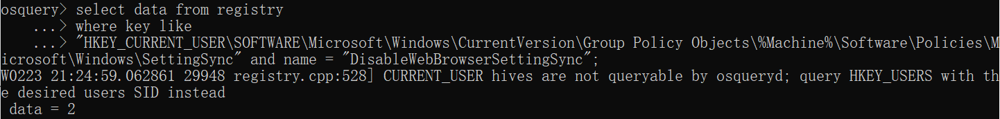 osquery> select data from registry
...> where key like
...> "HKEY_CURRENT_USER\SOFTWARE\Microsoft\Windows\CurrentVersion\Group Policy Objects\%Machine%\Software\Policies\M
icrosoft\Windows\SettingSync" and name = "DisableWebBrowserSettingSync";
W0223 21:24:59.062861 29948 registry.cpp:528] CURRENT_USER hives are not queryable by osqueryd; query HKEY_USERS with th
e desired users SID instead
data = 2